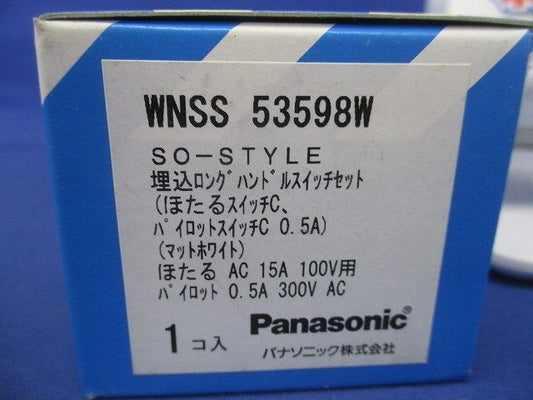 WNSS 53598W
SO-STYLE
埋込ロングハンドルスイッチセット
(ほたるスイッチC、
パイロットスイッチC 0.5A)
(マットホワイト)
ほたる AC 15A 100V用
パイロット 0.5A 300V AC
1コ入 Panasonic®
パナソニック株式会社